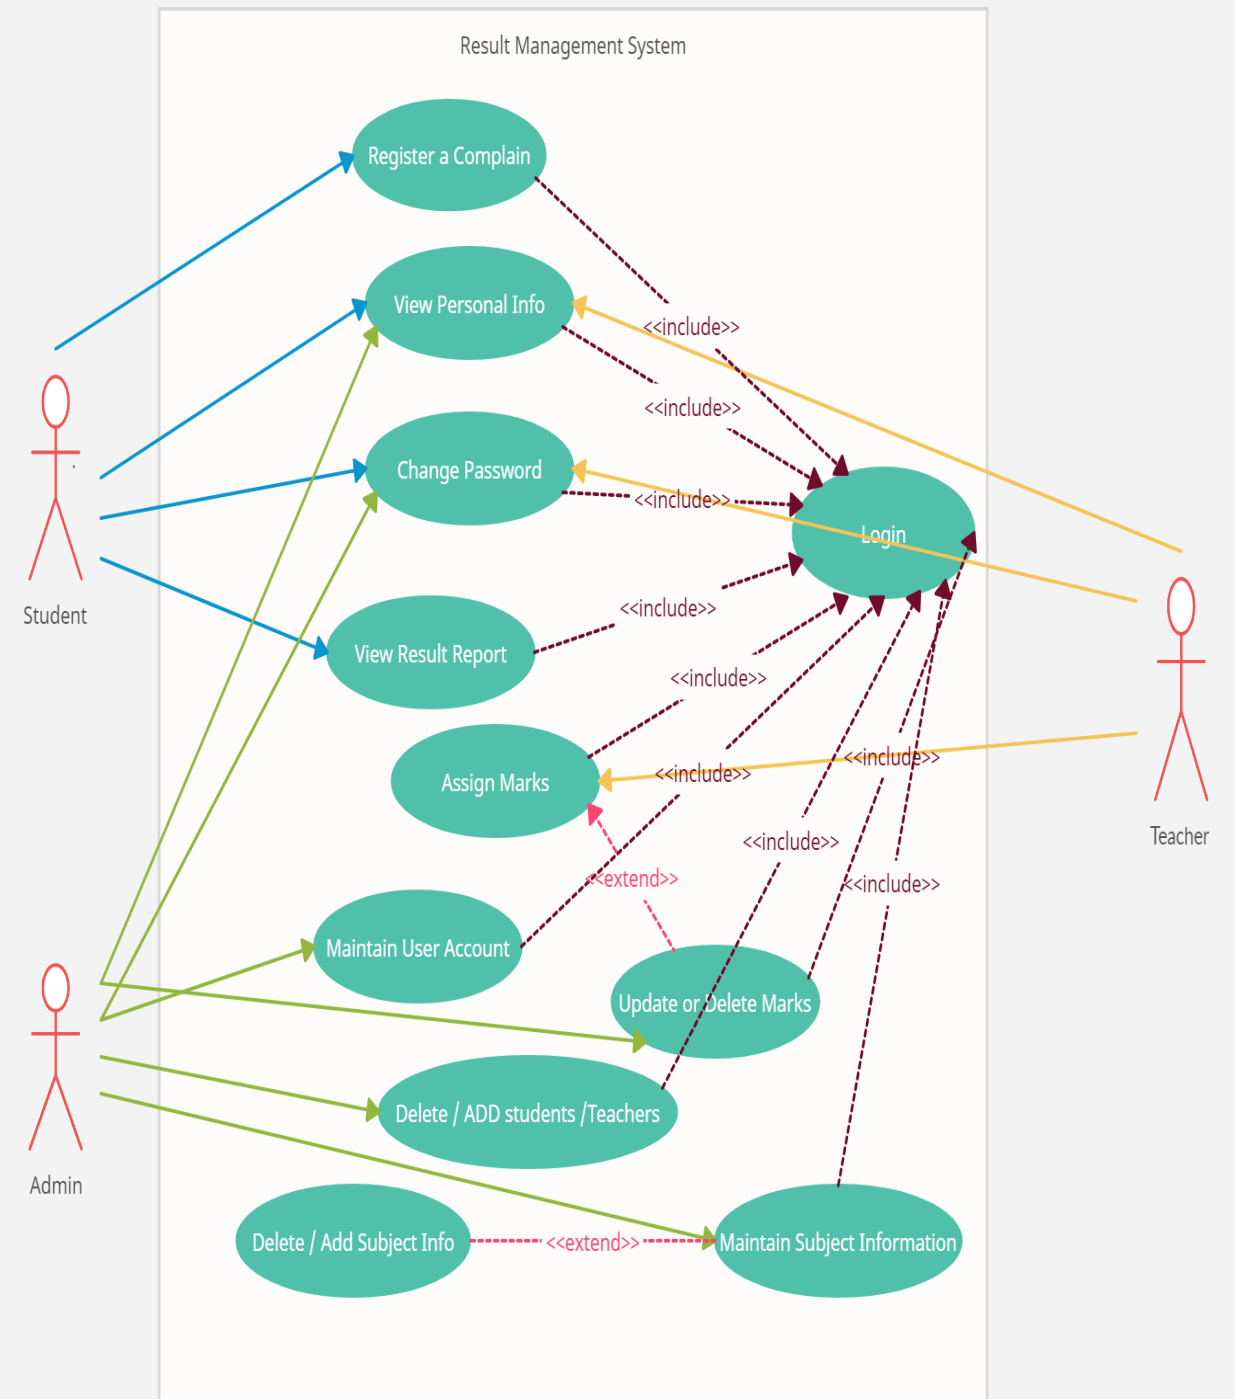 Result Management System
Register a Complain
View Personal Info
<<include>>
<<include>>
Change Password
<<include>>
Login
<<include>>
Student
View Result Report
<<include>>
<<include>>
<<include>>
Assign Marks
Teacher
<<include>>
<<extend>>
<<include>>
Maintain User Account
Update or Delete Marks
Delete / ADD students /Teachers
Admin
Delete / Add Subject Info
<<extend>>
Maintain Subject Information